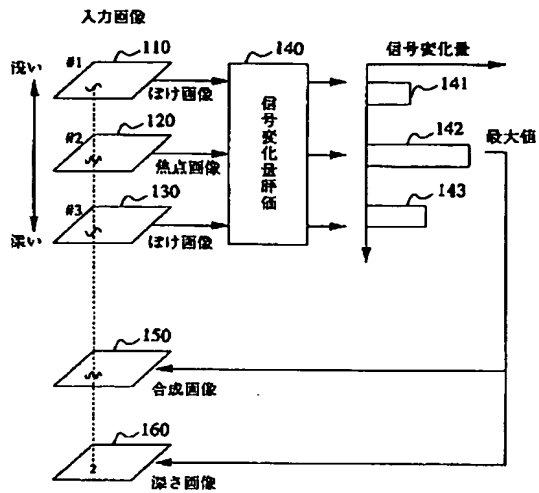 入力画像
浅い
#1
110
ぼけ画像
#2
120
焦点画像
#3
130
深い
ぼけ画像
140
信号変化量評価
信号変化量
141
142
最大値
143
150
合成画像
160
2
深さ画像